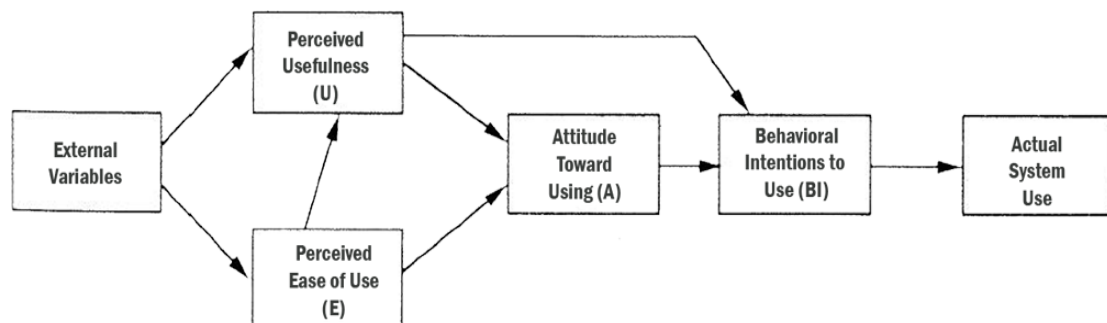 External
Variables
Perceived
Usefulness
(U)
Perceived
Ease of Use
(E)
Attitude
Toward
Using (A)
Behavioral
Intentions to
Use (BI)
Actual
System
Use